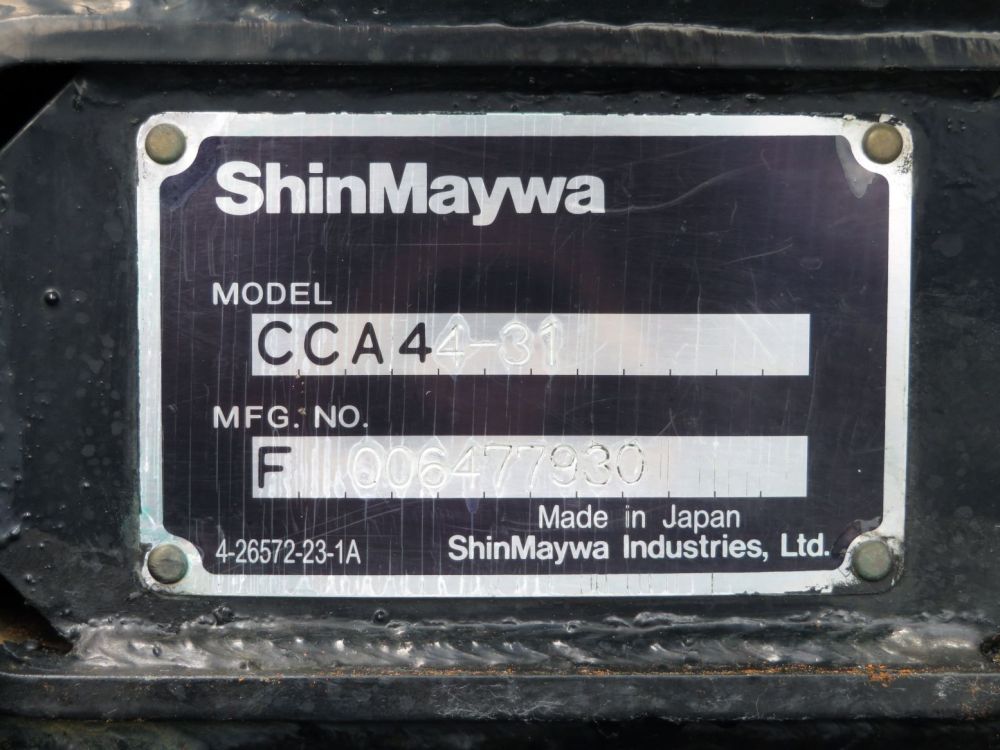 ShinMaywa
MODEL
CCA44-31
MFG. NO.
F 006477930
Made in Japan
4-26572-23-1A
ShinMaywa Industries, Ltd.